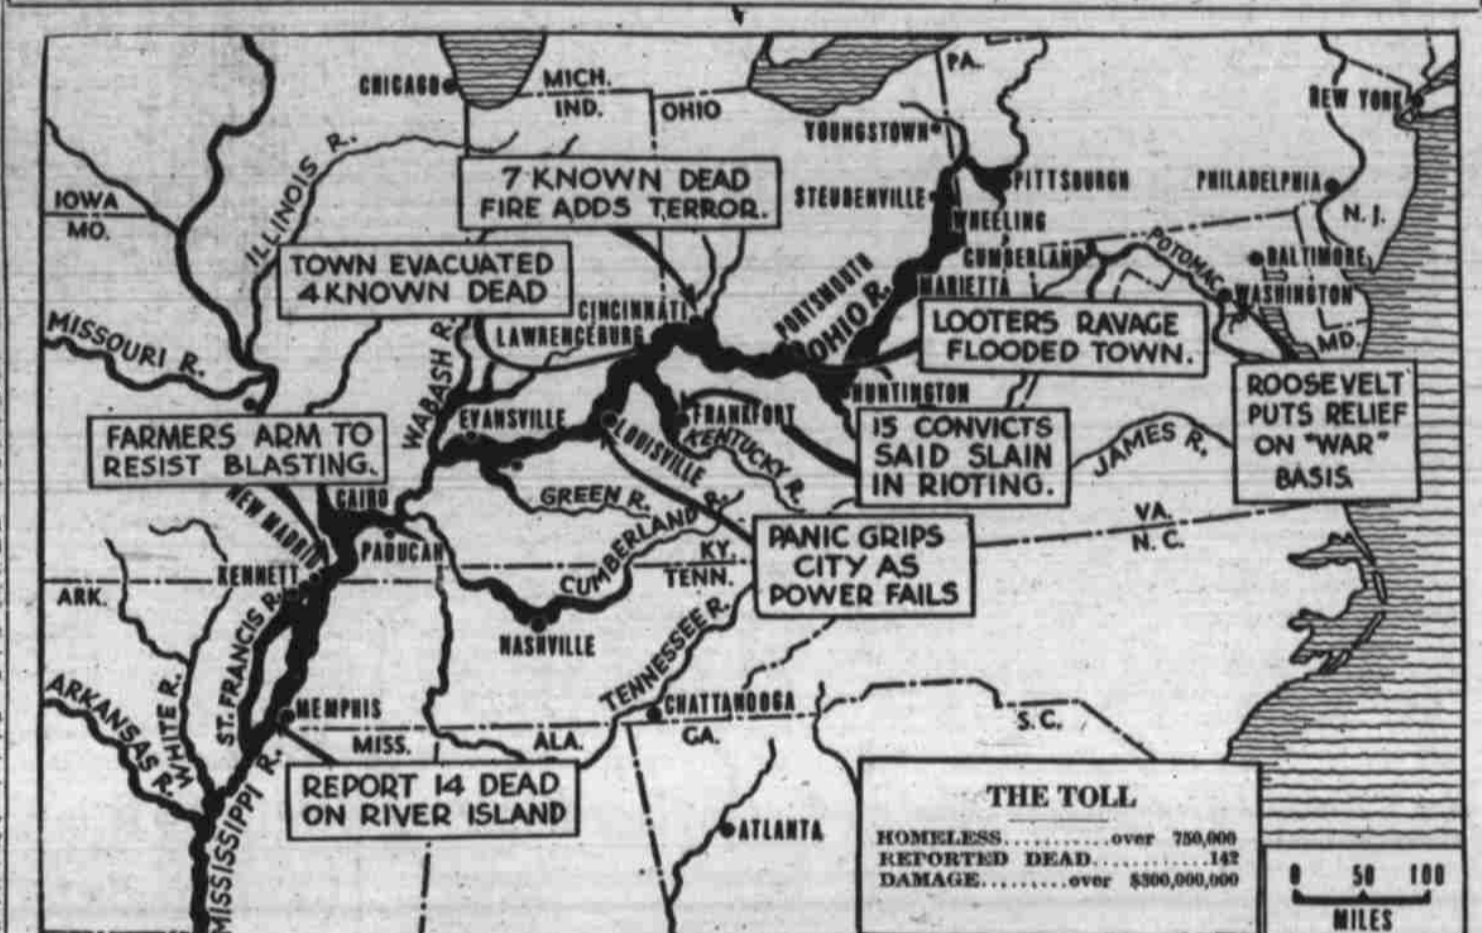 CHICAGO
MICH.
IND.
OHIO
PA.
NEW YORK
YOUNGSTOWN
ILLINOIS R.
IOWA
MO.
7 KNOWN DEAD
FIRE ADDS TERROR.
STEUBENVILLE
PITTSBURGH
PHILADELPHIA
N. J.
WHEELING
CUMBERLAND
POTOMAC
BALTIMORE
TOWN EVACUATED
4 KNOWN DEAD
CINCINNATI
LAWRENCEBURG
PORTSMOUTH
OHIO R.
MARIETTA
WASHINGTON
MD.
MISSOURI R.
WABASH R.
LOOTERS RAVAGE
FLOODED TOWN.
ROOSEVELT
PUTS RELIEF
ON "WAR"
BASIS.
HUNTINGTON
EVANSVILLE
LOUISVILLE
FRANKFORT
KENTUCKY R.
FARMERS ARM TO
RESIST BLASTING.
15 CONVICTS
SAID SLAIN
IN RIOTING.
JAMES R.
NEW MADRID
CAIRO
GREEN R.
CUMBERLAND R.
PADUCAH
KENNETT
KY.
TENN.
PANIC GRIPS
CITY AS
POWER FAILS
VA.
N. C.
ARK.
ST. FRANCIS R.
NASHVILLE
TENNESSEE R.
ARKANSAS R.
WHITE R.
MEMPHIS
MISS.
ALA.
CHATTANOOGA
GA.
S. C.
MISSISSIPPI R.
REPORT 14 DEAD
ON RIVER ISLAND
ATLANTA
THE TOLL
HOMELESS..........over 750,000
REPORTED DEAD............142
DAMAGE.........over $300,000,000
0 50 100
MILES